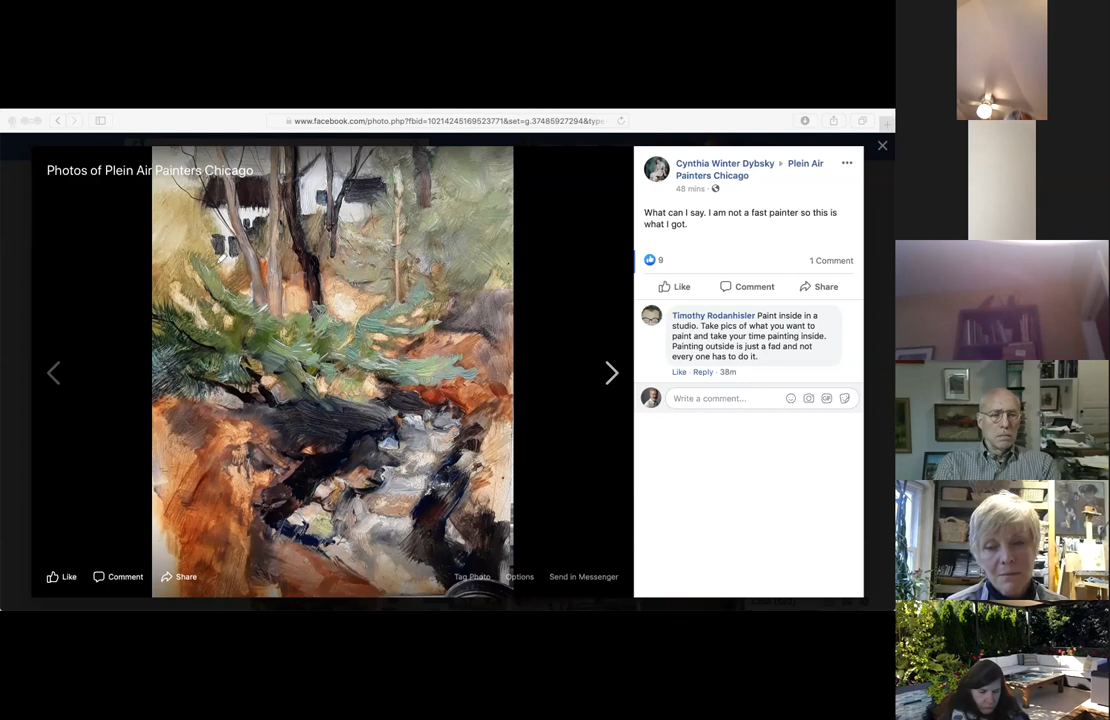 www.facebook.com/photo.php?fbid=10214245169523771&set=g.37485927294&type
Photos of Plein Air Painters Chicago
Cynthia Winter Dybsky ▸ Plein Air
Painters Chicago
48 mins ·
What can I say. I am not a fast painter so this is
what I got.
9
1 Comment
Like Comment Share
Timothy Rodanhisler Paint inside in a
studio. Take pics of what you want to
paint and take your time painting inside.
Painting outside is just a fad and not
every one has to do it.
Like · Reply · 38m
Write a comment...
GIF
Like Comment Share
Tag Photo Options Send in Messenger